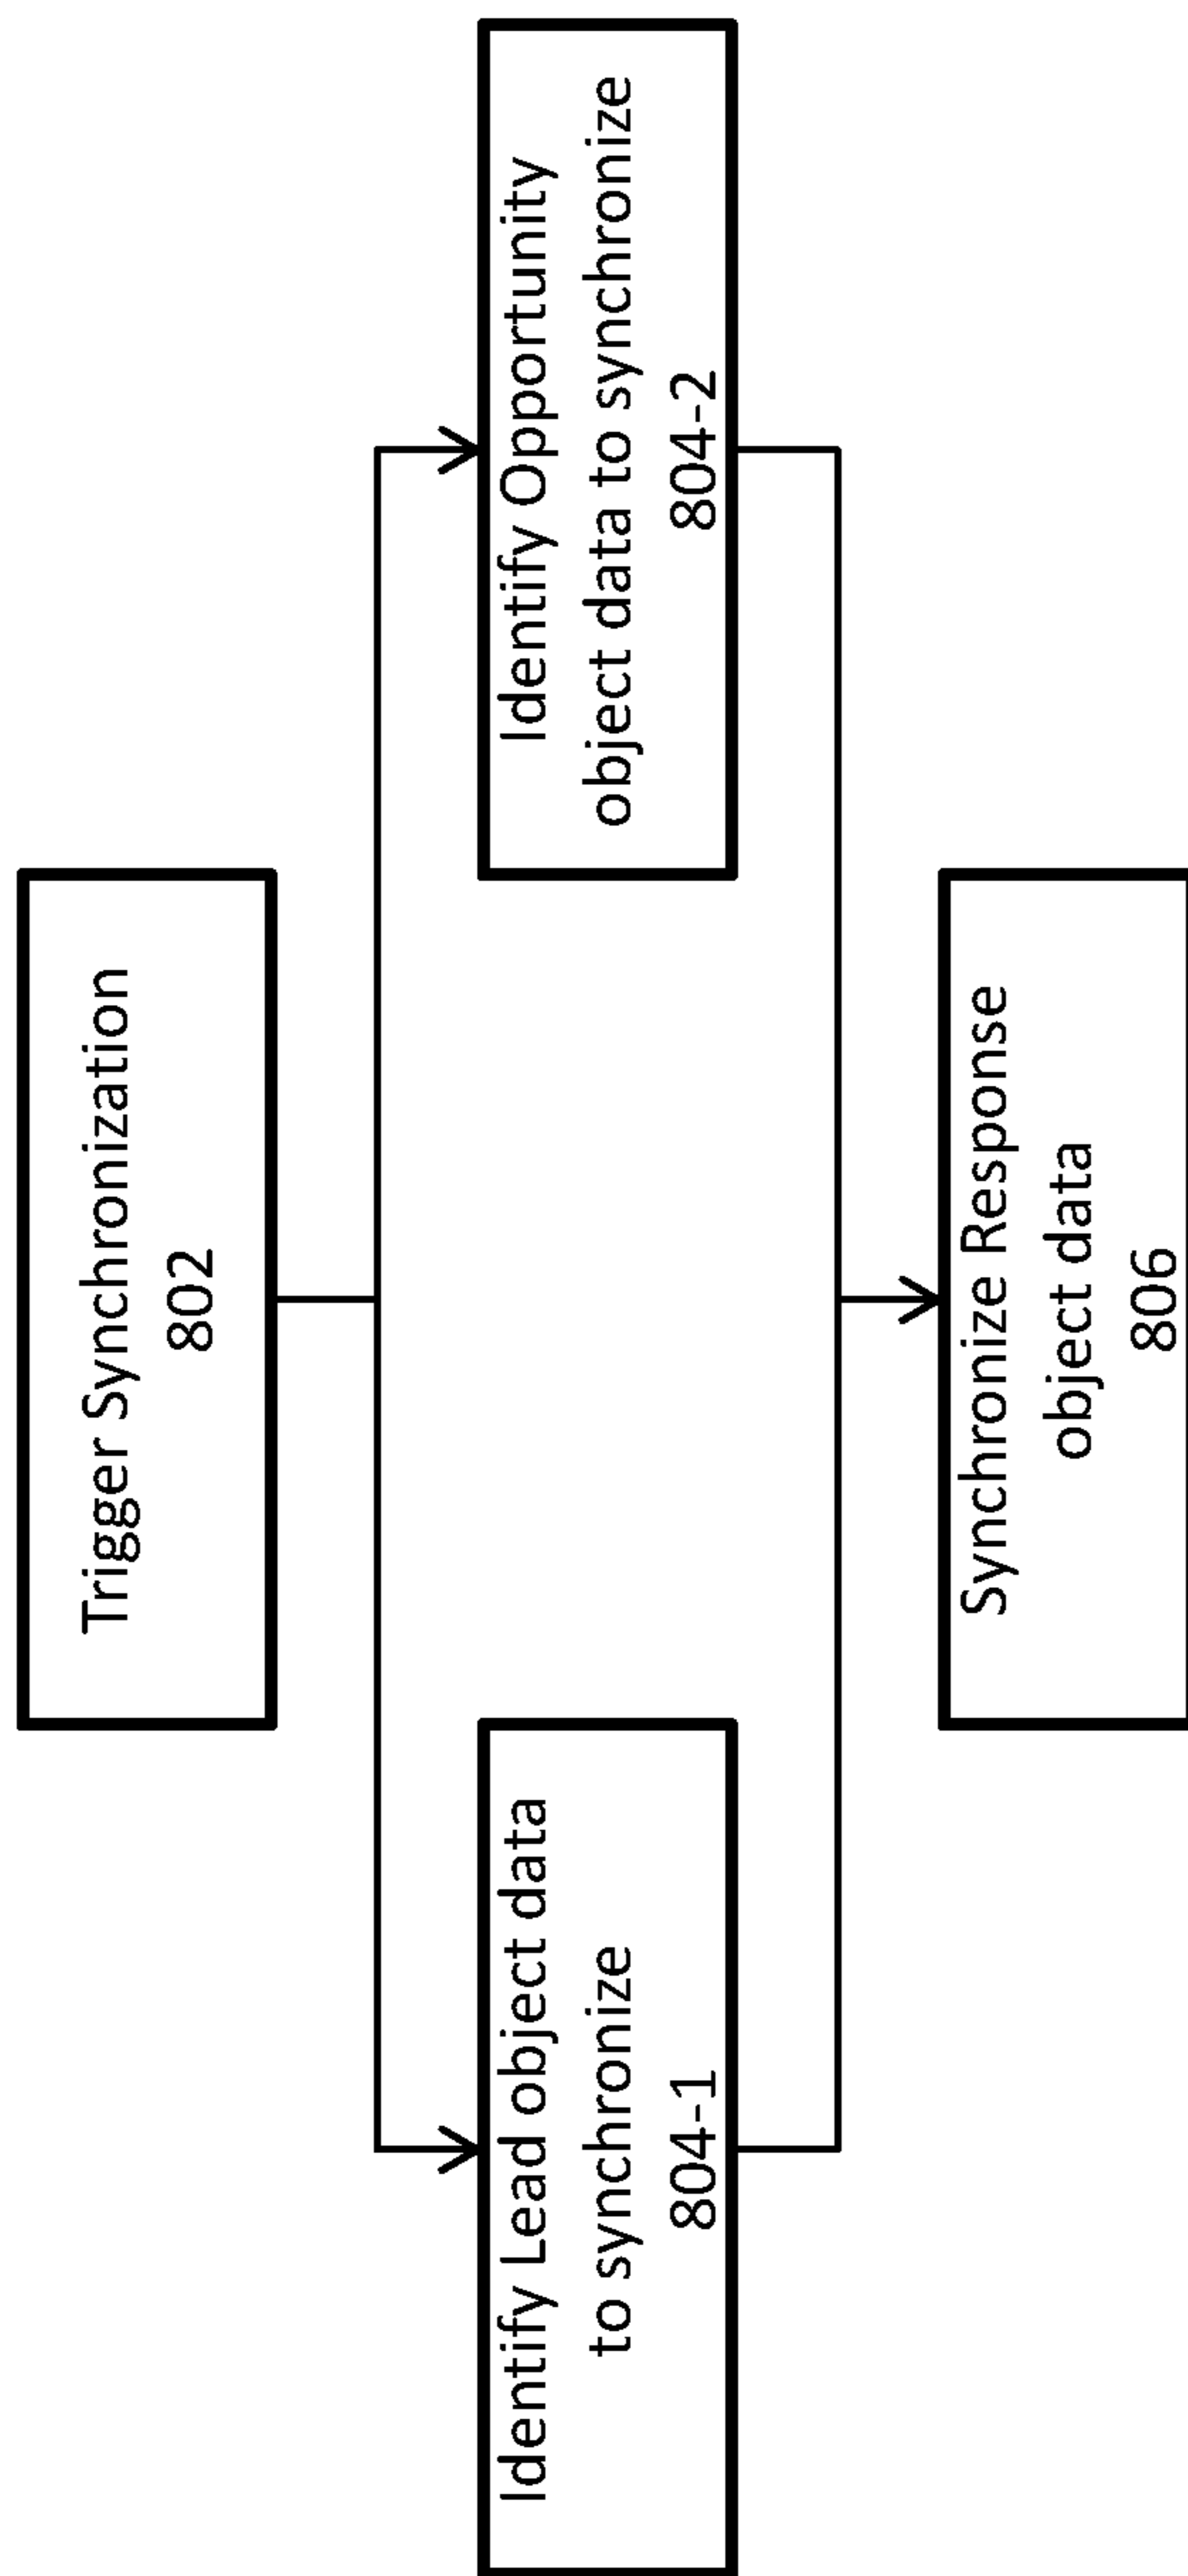 Trigger Synchronization
802
Identify Lead object data
to synchronize
804-1
Identify Opportunity
object data to synchronize
804-2
Synchronize Response
object data
806